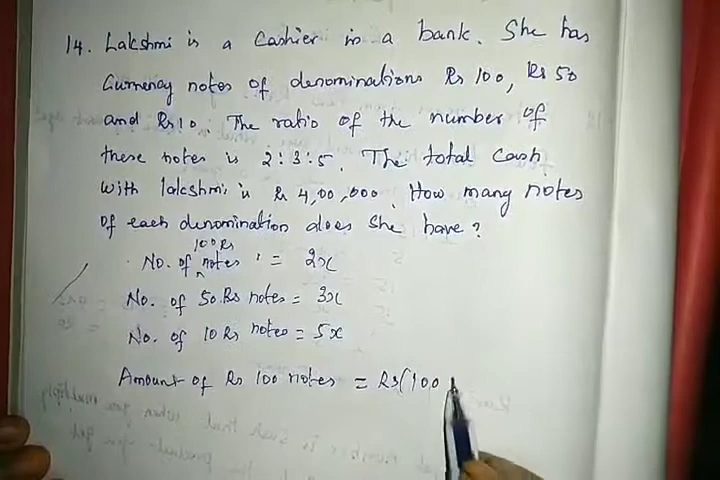 14. Lakshmi is a Cashier in a bank. She has
Currency notes of denominations Rs 100, Rs 50
and Rs 10. The ratio of the number of
these notes is 2:3:5. The total Cash
with lakshmi is Rs 4,00,000. How many notes
of each denomination does She have?
No. of 100 Rs notes = 2x
No. of 50 Rs notes = 3x
No. of 10 Rs notes = 5x
Amount of Rs 100 notes = Rs(100